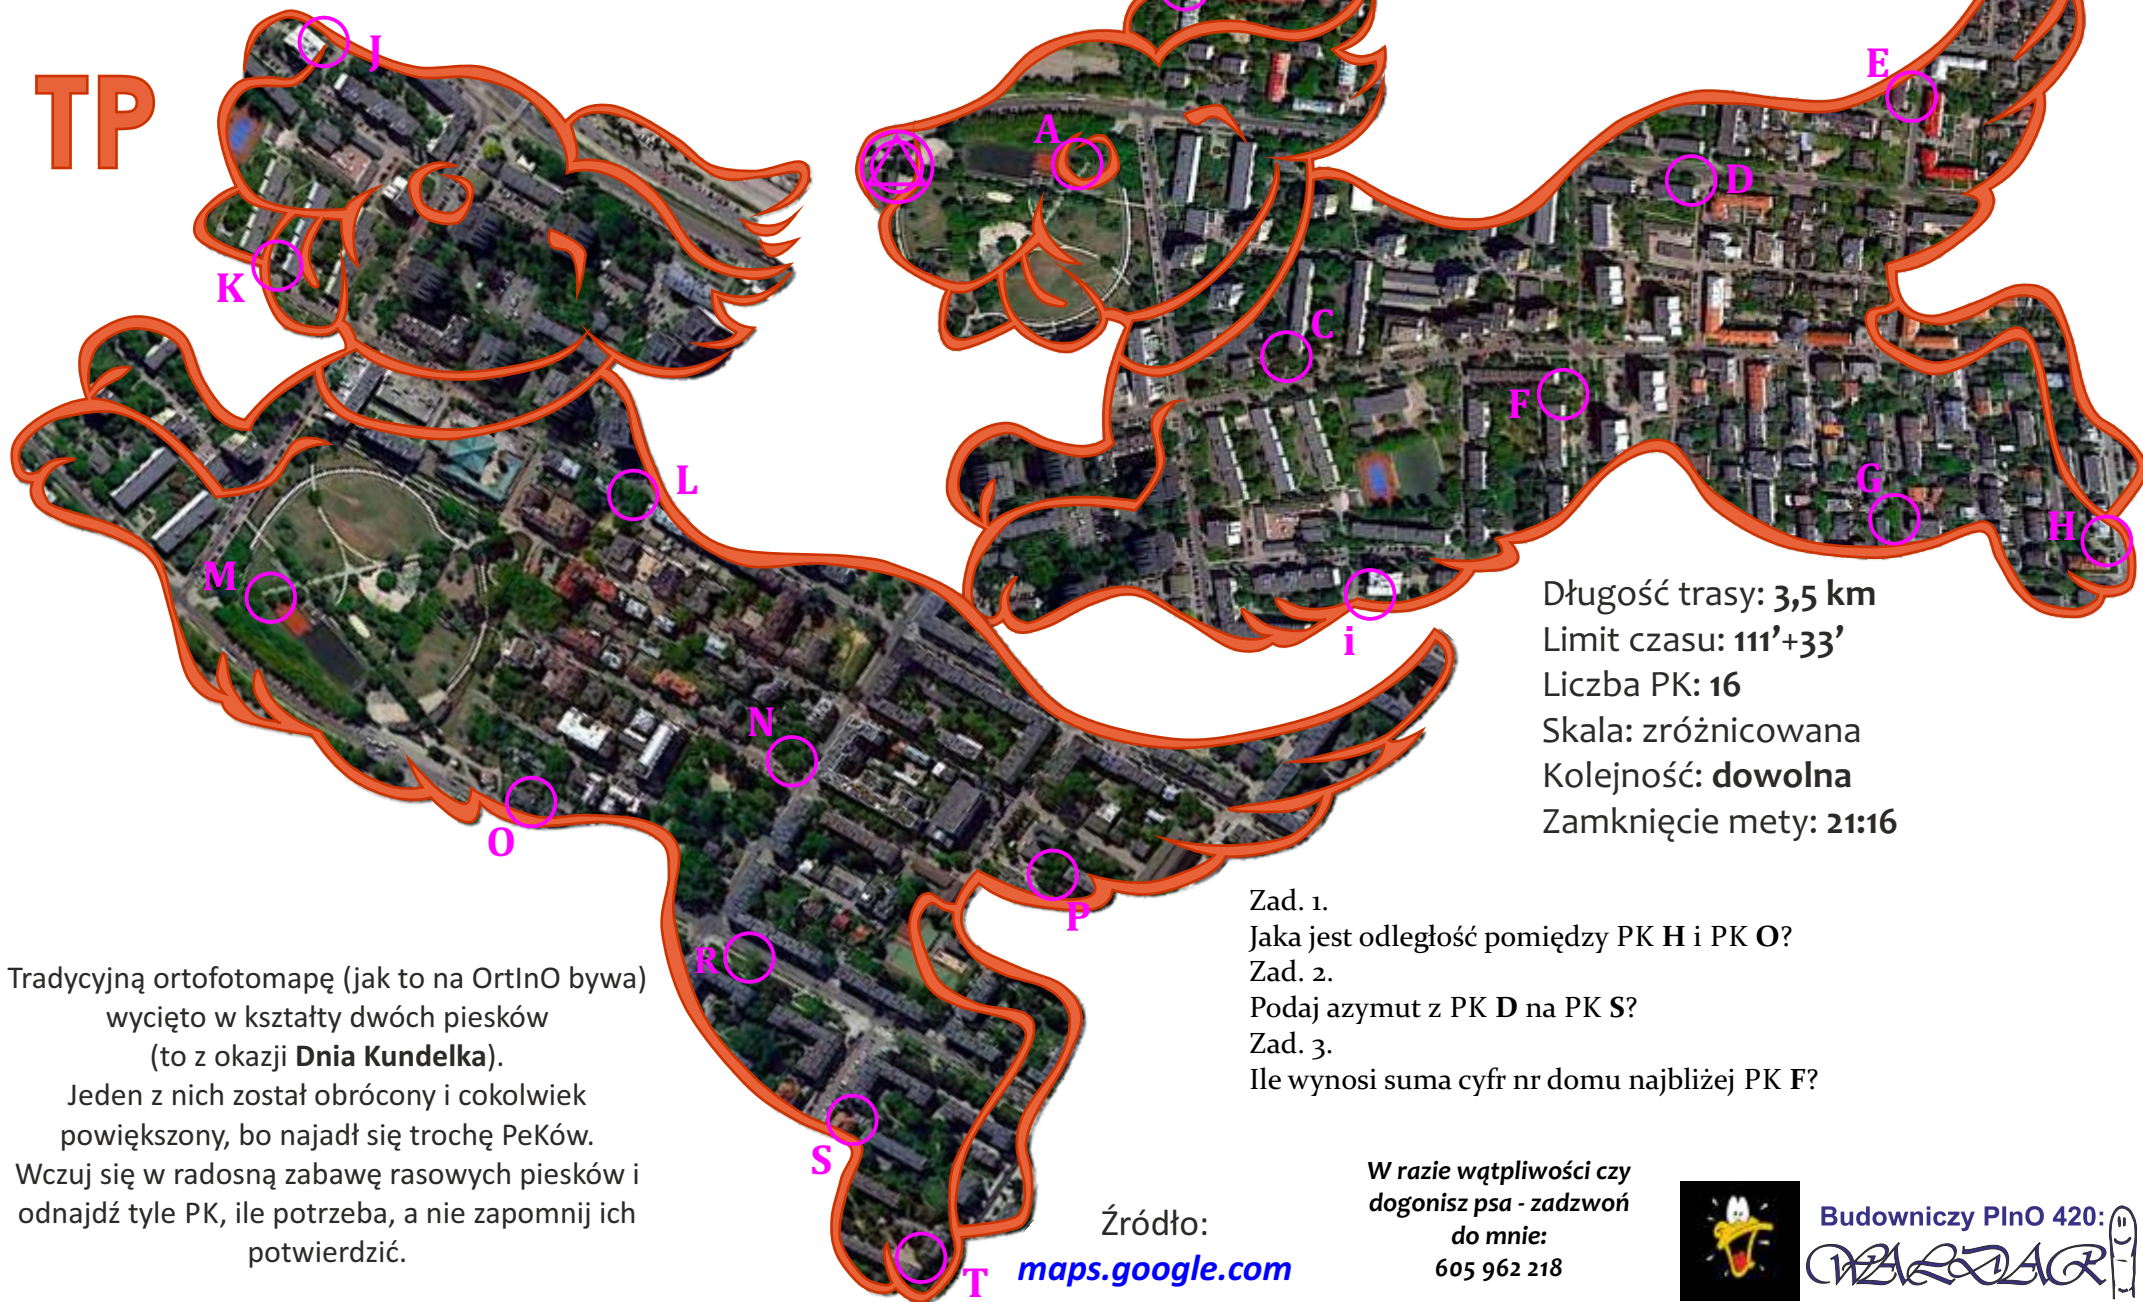 TP
J
K
L
M
N
O
P
R
S
T
A
C
D
E
F
G
H
i
Długość trasy: 3,5 km
Limit czasu: 111’+33’
Liczba PK: 16
Skala: zróżnicowana
Kolejność: dowolna
Zamknięcie mety: 21:16
Tradycyjną ortofotomapę (jak to na OrtInO bywa)
wycięto w kształty dwóch piesków
(to z okazji Dnia Kundelka).
Jeden z nich został obrócony i cokolwiek
powiększony, bo najadł się trochę PeKów.
Wczuj się w radosną zabawę rasowych piesków i
odnajdź tyle PK, ile potrzeba, a nie zapomnij ich
potwierdzić.
Zad. 1.
Jaka jest odległość pomiędzy PK H i PK O?
Zad. 2.
Podaj azymut z PK D na PK S?
Zad. 3.
Ile wynosi suma cyfr nr domu najbliżej PK F?
Źródło:
maps.google.com
W razie wątpliwości czy
dogonisz psa - zadzwoń
do mnie:
605 962 218
Budowniczy PInO 420:
WALDAR